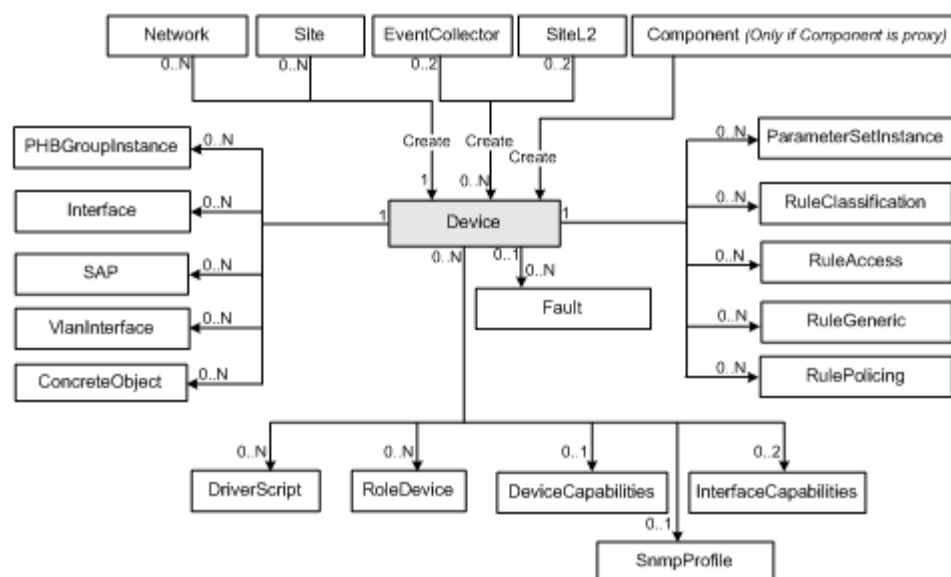 Network
Site
EventCollector
SiteL2
Component (Only if Component is proxy)
0..N
0..N
0..2
0..2
Create
Create
Create
1
0..N
PHBGroupInstance
0..N
Interface
0..N
SAP
0..N
VlanInterface
0..N
ConcreteObject
0..N
1
Device
1
0..N
0..1
0..N
Fault
0..N
ParameterSetInstance
0..N
RuleClassification
0..N
RuleAccess
0..N
RuleGeneric
0..N
RulePolicing
0..N
0..N
0..1
0..2
DriverScript
RoleDevice
DeviceCapabilities
InterfaceCapabilities
0..1
SnmpProfile